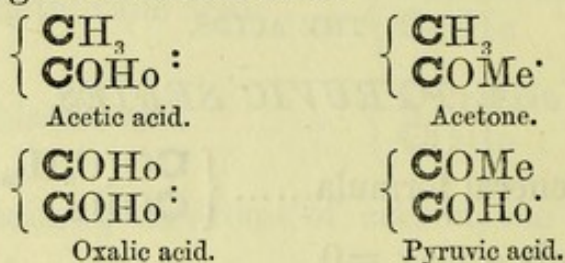 CH₃ CH₃
COHo : COMe·
Acetic acid. Acetone.
COHo COMe
COHo : COHo·
Oxalic acid. Pyruvic acid.